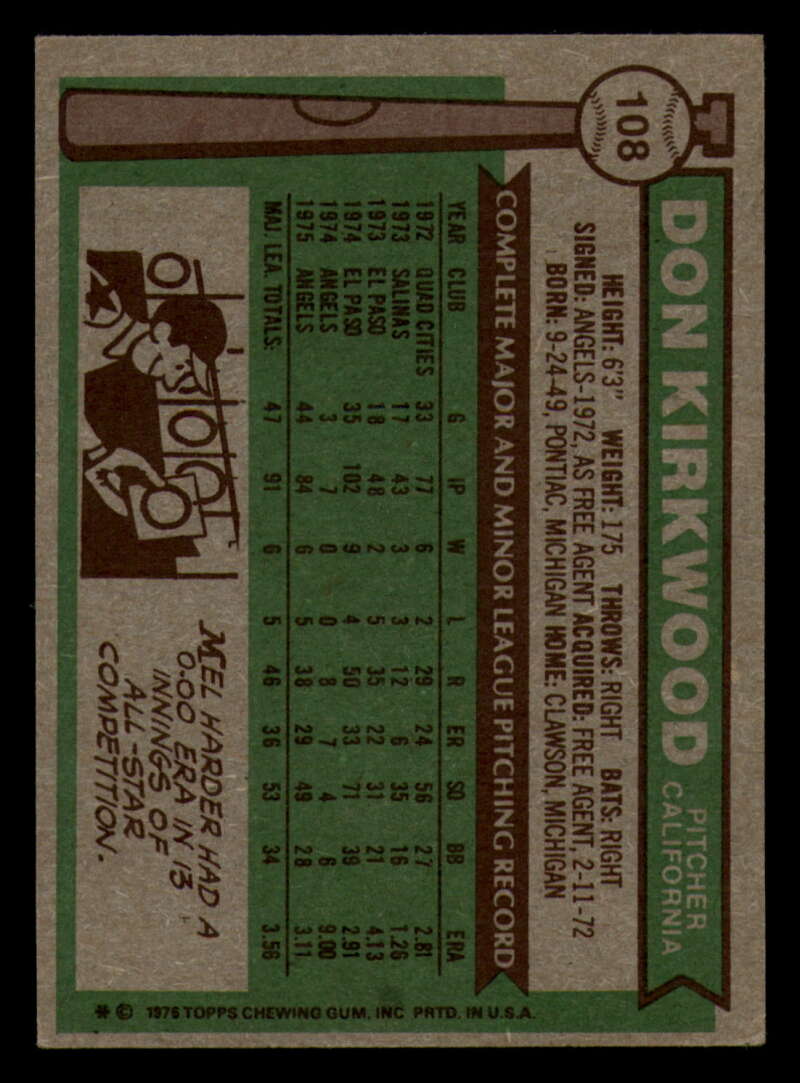 108
DON KIRKWOOD
PITCHER
CALIFORNIA
HEIGHT: 6'3" WEIGHT: 175 THROWS: RIGHT BATS: RIGHT
SIGNED: ANGELS-1972, AS FREE AGENT ACQUIRED: FREE AGENT, 2-11-72
BORN: 9-24-49, PONTIAC, MICHIGAN HOME: CLAWSON, MICHIGAN
COMPLETE MAJOR AND MINOR LEAGUE PITCHING RECORD
YEAR CLUB G IP W L R ER SO BB ERA
1972 QUAD CITIES 33 77 6 2 29 24 56 27 2.81
1973 SALINAS 17 43 3 3 12 6 35 16 1.26
1973 EL PASO 18 48 2 5 35 22 31 21 4.13
1974 EL PASO 35 102 9 4 50 33 71 39 2.91
1974 ANGELS 3 7 0 0 8 7 4 6 9.00
1975 ANGELS 44 84 6 5 38 29 49 28 3.11
MAJ. LEA. TOTALS: 47 91 6 5 46 36 53 34 3.56
MEL HARDER HAD A
0.00 ERA IN 13
INNINGS OF
ALL-STAR
COMPETITION.
* © 1976 TOPPS CHEWING GUM, INC PRTD. IN U.S.A.